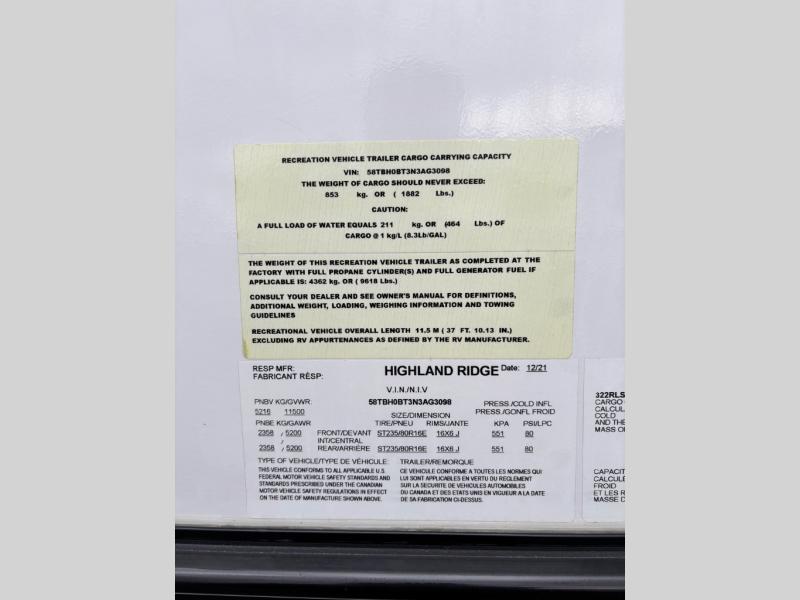 RECREATION VEHICLE TRAILER CARGO CARRYING CAPACITY
VIN: 58TBH0BT3N3AG3098
THE WEIGHT OF CARGO SHOULD NEVER EXCEED:
853 kg. OR ( 1882 Lbs.)
CAUTION:
A FULL LOAD OF WATER EQUALS 211 kg. OR (464 Lbs.) OF
CARGO @ 1 kg/L (8.3Lb/GAL)
THE WEIGHT OF THIS RECREATION VEHICLE TRAILER AS COMPLETED AT THE
FACTORY WITH FULL PROPANE CYLINDER(S) AND FULL GENERATOR FUEL IF
APPLICABLE IS: 4362 kg. OR ( 9618 Lbs.)
CONSULT YOUR DEALER AND SEE OWNER'S MANUAL FOR DEFINITIONS,
ADDITIONAL WEIGHT, LOADING, WEIGHING INFORMATION AND TOWING
GUIDELINES
RECREATIONAL VEHICLE OVERALL LENGTH 11.5 M ( 37 FT. 10.13 IN.)
EXCLUDING RV APPURTENANCES AS DEFINED BY THE RV MANUFACTURER.
RESP MFR: HIGHLAND RIDGE Date: 12/21
FABRICANT RÉSP:
V.I.N./N.I.V
PNBV KG/GVWR: 58TBH0BT3N3AG3098 PRESS./COLD INFL
5216 11500 SIZE/DIMENSION PRESS./GONFL FROID
PNBE KG/GAWR TIRE/PNEU RIMS/JANTE KPA PSI/LPC
2358 / 5200 FRONT/DEVANT ST235/80R16E 16X6 J 551 80
/ INT/CENTRAL
2358 / 5200 REAR/ARRIÈRE ST235/80R16E 16X6 J 551 80
TYPE OF VEHICLE/TYPE DE VÉHICULE: TRAILER/REMORQUE
THIS VEHICLE CONFORMS TO ALL APPLICABLE U.S.
FEDERAL MOTOR VEHICLE SAFETY STANDARDS AND
STANDARDS PRESCRIBED UNDER THE CANADIAN
MOTOR VEHICLE SAFETY REGULATIONS IN EFFECT
ON THE DATE OF MANUFACTURE SHOWN ABOVE.
CE VEHICULE CONFORME A TOUTES LES NORMES QUI
LUI SONT APPLICABLES EN VERTU DU REGLEMENT
SUR LA SECURITE DE VEHICULES AUTOMOBILES
DU CANADA ET DES ETATS UNIS EN VIGUEUR A LA DATE
DE SA FABRICATION CI-DESSUS.
322RLS
CARGO
CALCUL
COLD
AND THE
MASS O
CAPACIT
CALCULE
FROID
ET LES R
MASSE D